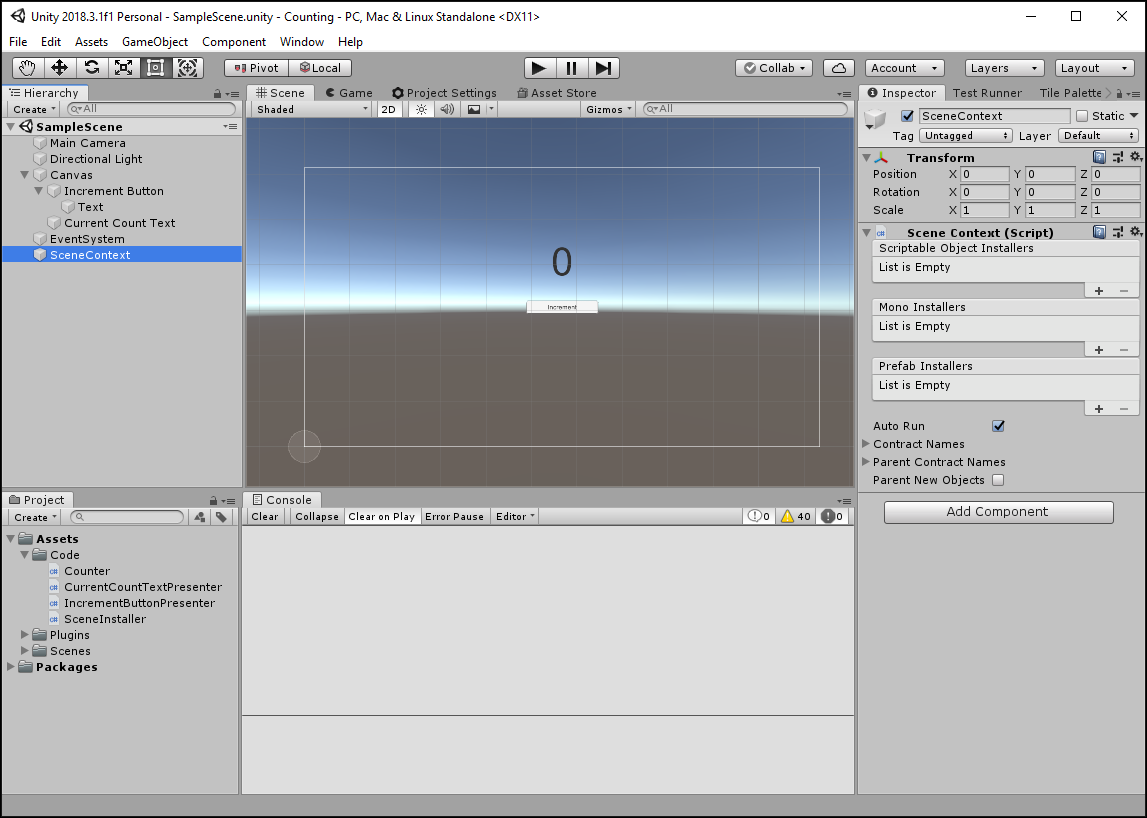 Unity 2018.3.1f1 Personal - SampleScene.unity - Counting - PC, Mac & Linux Standalone <DX11>
File Edit Assets GameObject Component Window Help
Pivot Local Collab Account Layers Layout
Hierarchy
Create All
SampleScene
Main Camera
Directional Light
Canvas
Increment Button
Text
Current Count Text
EventSystem
SceneContext
Scene Game Project Settings Asset Store
Shaded 2D Gizmos All
0
Increment
Inspector Test Runner Tile Palette
SceneContext Static
Tag Untagged Layer Default
Transform
Position X 0 Y 0 Z 0
Rotation X 0 Y 0 Z 0
Scale X 1 Y 1 Z 1
Scene Context (Script)
Scriptable Object Installers
List is Empty
+ −
Mono Installers
List is Empty
+ −
Prefab Installers
List is Empty
+ −
Auto Run
Contract Names
Parent Contract Names
Parent New Objects
Add Component
Project
Create
Assets
Code
c# Counter
c# CurrentCountTextPresenter
c# IncrementButtonPresenter
c# SceneInstaller
Plugins
Scenes
Packages
Console
Clear Collapse Clear on Play Error Pause Editor 0 40 0